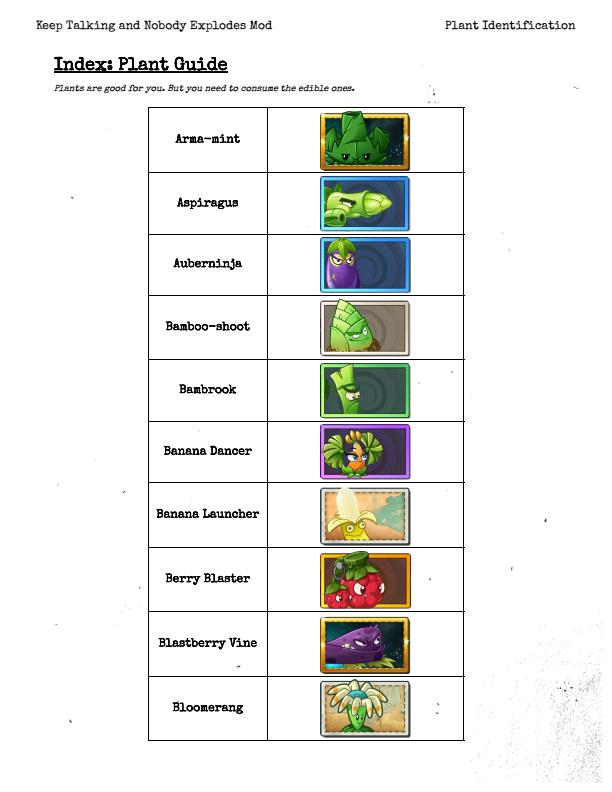 Keep Talking and Nobody Explodes Mod
Plant Identification
Index: Plant Guide
Plants are good for you. But you need to consume the edible ones.
Arma-mint
Aspiragus
Auberninja
Bamboo-shoot
Bambrook
Banana Dancer
Banana Launcher
Berry Blaster
Blastberry Vine
Bloomerang